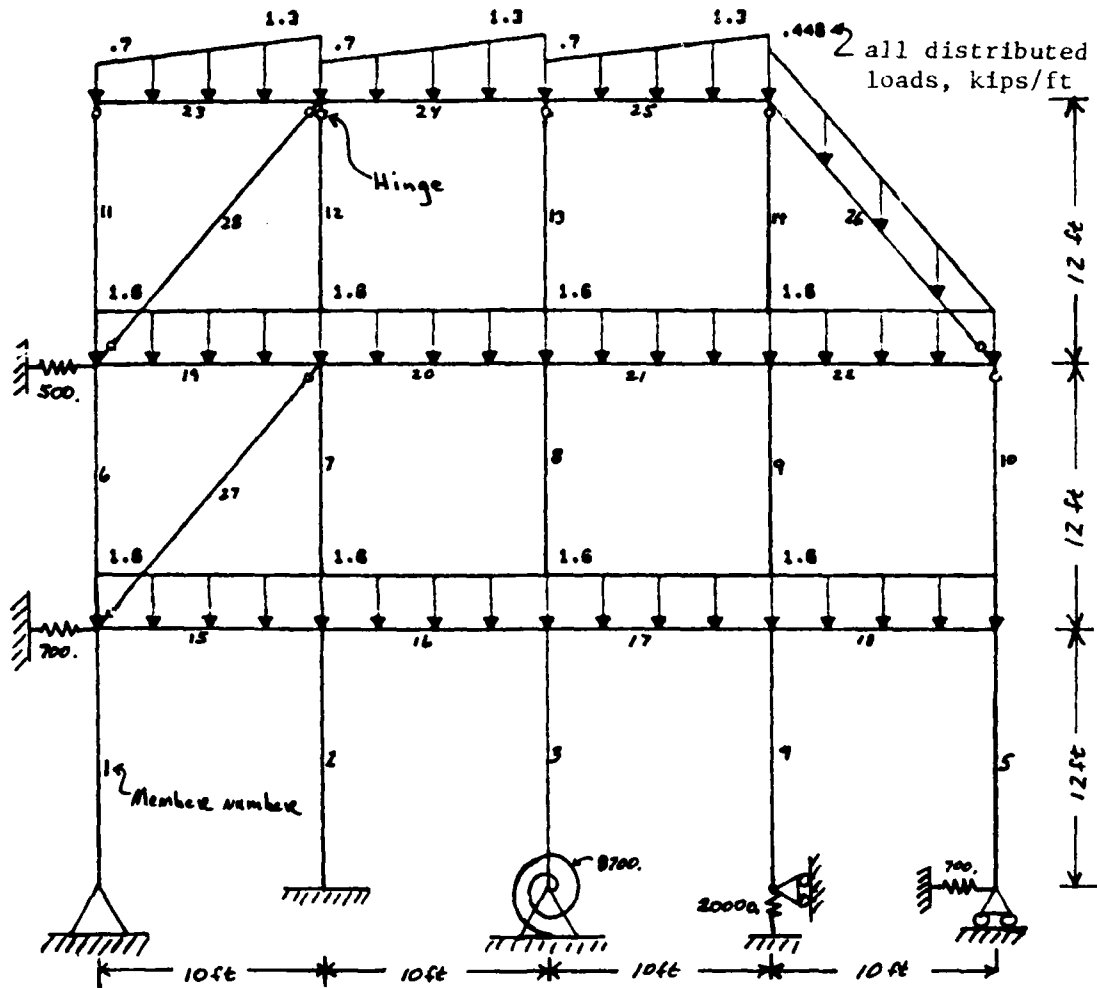 1.3 1.3 1.3
.7 .7 .7 .448
all distributed
loads, kips/ft
23 24 25
Hinge
11 28 12 13 14 26 12 ft
1.6 1.6 1.6 1.6
19 20 21 22
500.
6 27 7 8 9 10 12 ft
1.6 1.6 1.6 1.6
15 16 17 18
700.
1 2 3 4 5 12 ft
Member number
8700. 700.
20000.
10 ft 10 ft 10 ft 10 ft